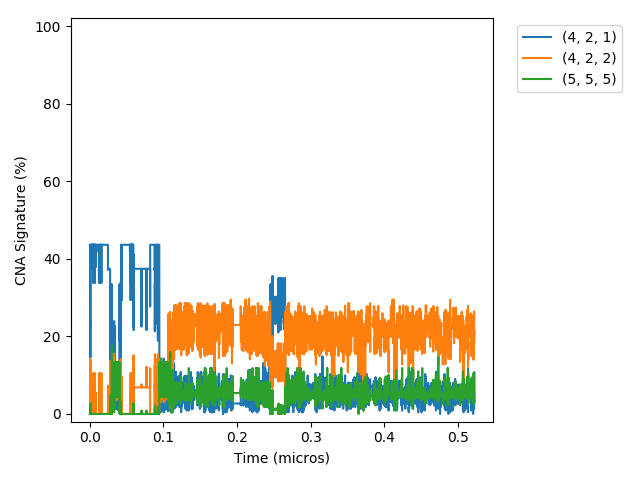 100
80
60
40
20
0
CNA Signature (%)
0.0 0.1 0.2 0.3 0.4 0.5
Time (micros)
(4, 2, 1)
(4, 2, 2)
(5, 5, 5)